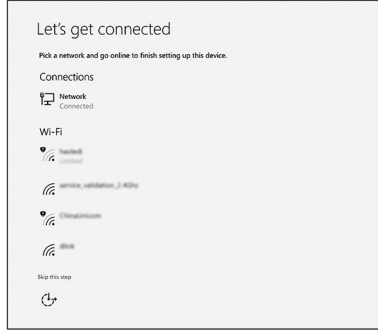 Let's get connected
Pick a network and go online to finish setting up this device.
Connections
Network
Connected
Wi-Fi
Limited
service_validation_2.4Ghz
ChinaUnicom
dlink
Skip this step